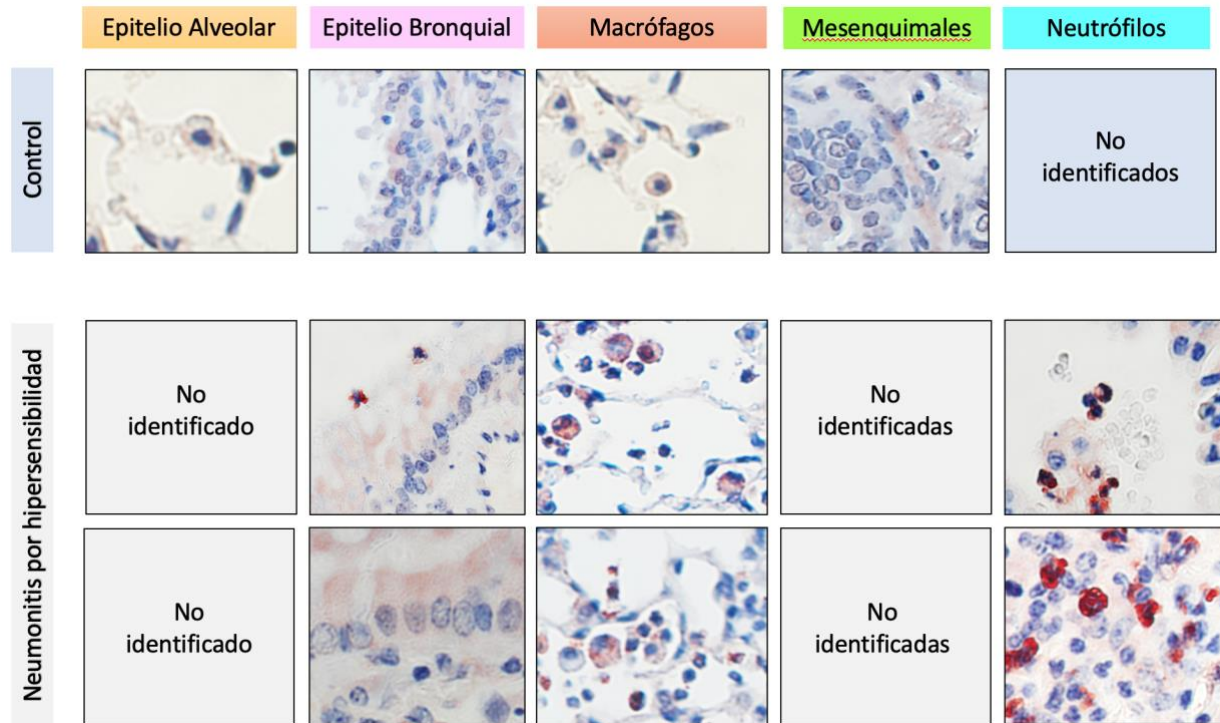 Epitelio Alveolar
Epitelio Bronquial
Macrófagos
Mesenquimales
Neutrófilos
Control
No
identificados
Neumonitis por hipersensibilidad
No
identificado
No
identificadas
No
identificado
No
identificadas